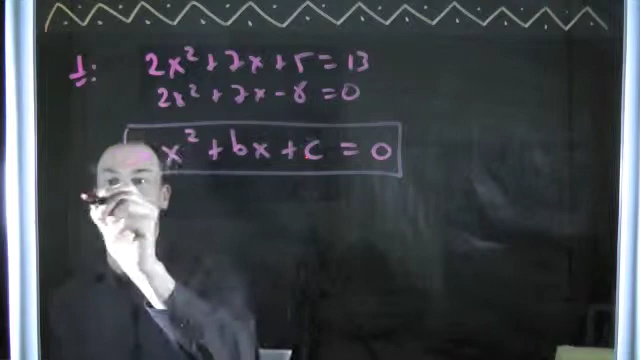 1: 2x² + 2x + 5 = 13
2x² + 2x - 8 = 0
x² + bx + c = 0